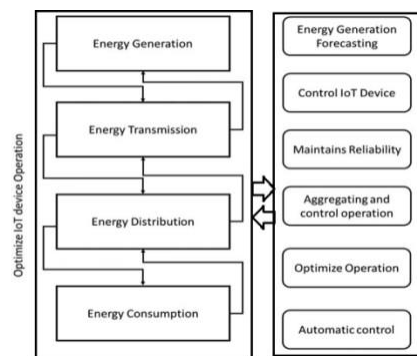 Optimize IoT device Operation
Energy Generation
Energy Transmission
Energy Distribution
Energy Consumption
Energy Generation
Forecasting
Control IoT Device
Maintains Reliability
Aggregating and
control operation
Optimize Operation
Automatic control